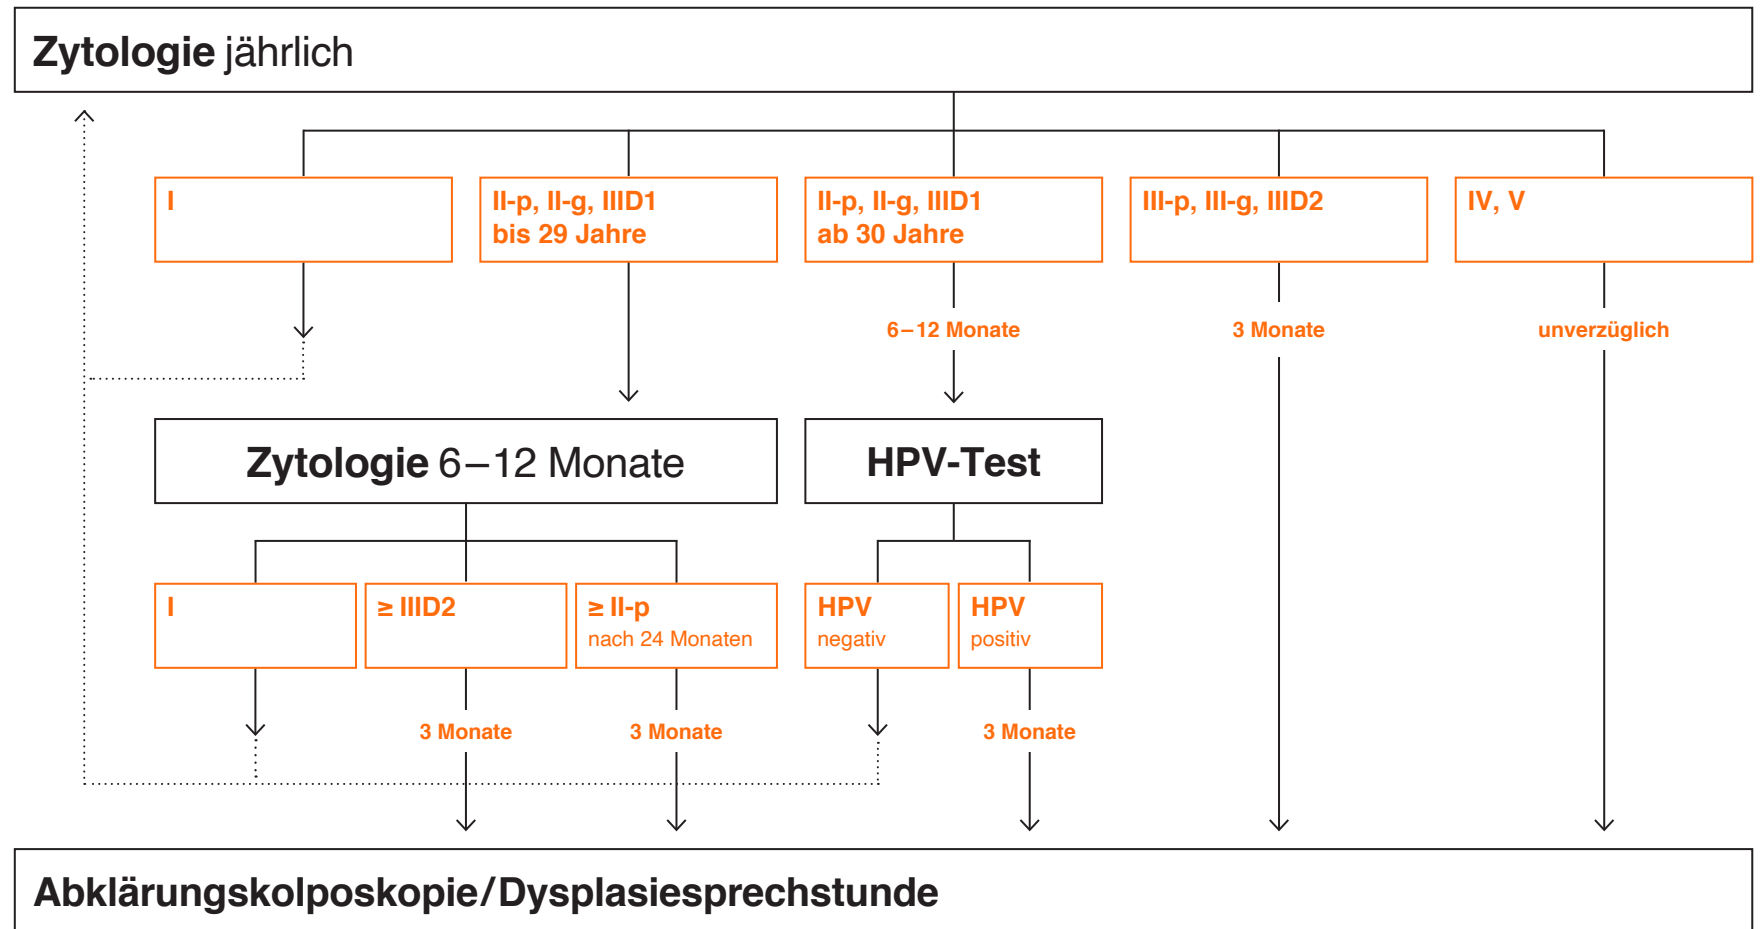 Zytologie jährlich
I
II-p, II-g, IIID1
bis 29 Jahre
II-p, II-g, IIID1
ab 30 Jahre
III-p, III-g, IIID2
IV, V
6–12 Monate
3 Monate
unverzüglich
Zytologie 6–12 Monate
HPV-Test
I
≥ IIID2
≥ II-p
nach 24 Monaten
HPV
negativ
HPV
positiv
3 Monate
3 Monate
3 Monate
Abklärungskolposkopie/Dysplasiesprechstunde